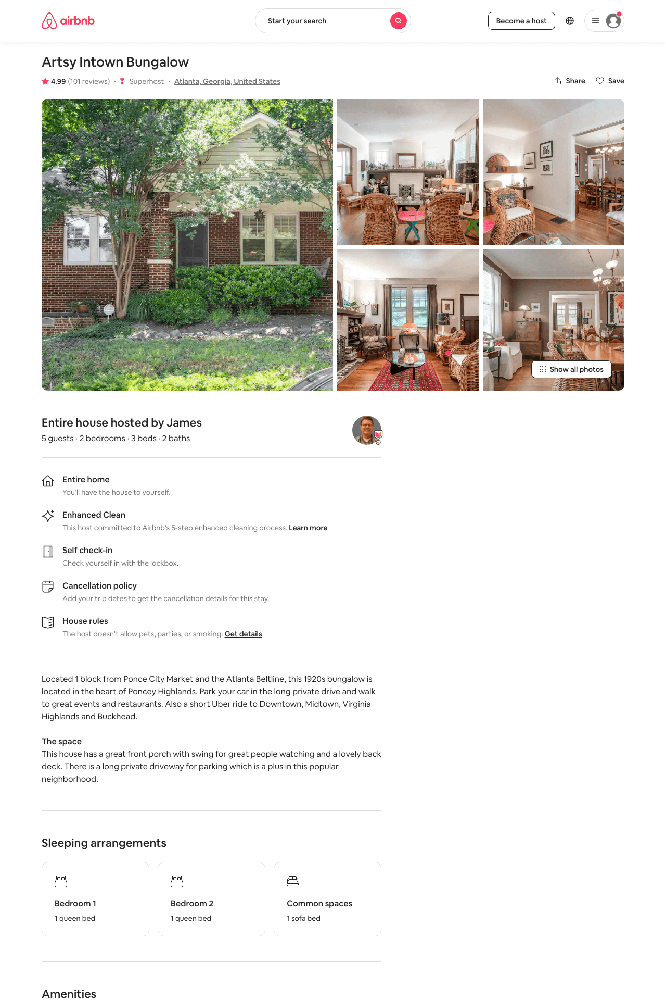 airbnb
Start your search
Become a host
Artsy Intown Bungalow
4.99 (101 reviews) · Superhost · Atlanta, Georgia, United States
Share
Save
Show all photos
Entire house hosted by James
5 guests · 2 bedrooms · 3 beds · 2 baths
Entire home
You’ll have the house to yourself.
Enhanced Clean
This host committed to Airbnb's 5-step enhanced cleaning process. Learn more
Self check-in
Check yourself in with the lockbox.
Cancellation policy
Add your trip dates to get the cancellation details for this stay.
House rules
The host doesn’t allow pets, parties, or smoking. Get details
Located 1 block from Ponce City Market and the Atlanta Beltline, this 1920s bungalow is
located in the heart of Poncey Highlands. Park your car in the long private drive and walk
to great events and restaurants. Also a short Uber ride to Downtown, Midtown, Virginia
Highlands and Buckhead.
The space
This house has a great front porch with swing for great people watching and a lovely back
deck. There is a long private driveway for parking which is a plus in this popular
neighborhood.
Sleeping arrangements
Bedroom 1
1 queen bed
Bedroom 2
1 queen bed
Common spaces
1 sofa bed
Amenities